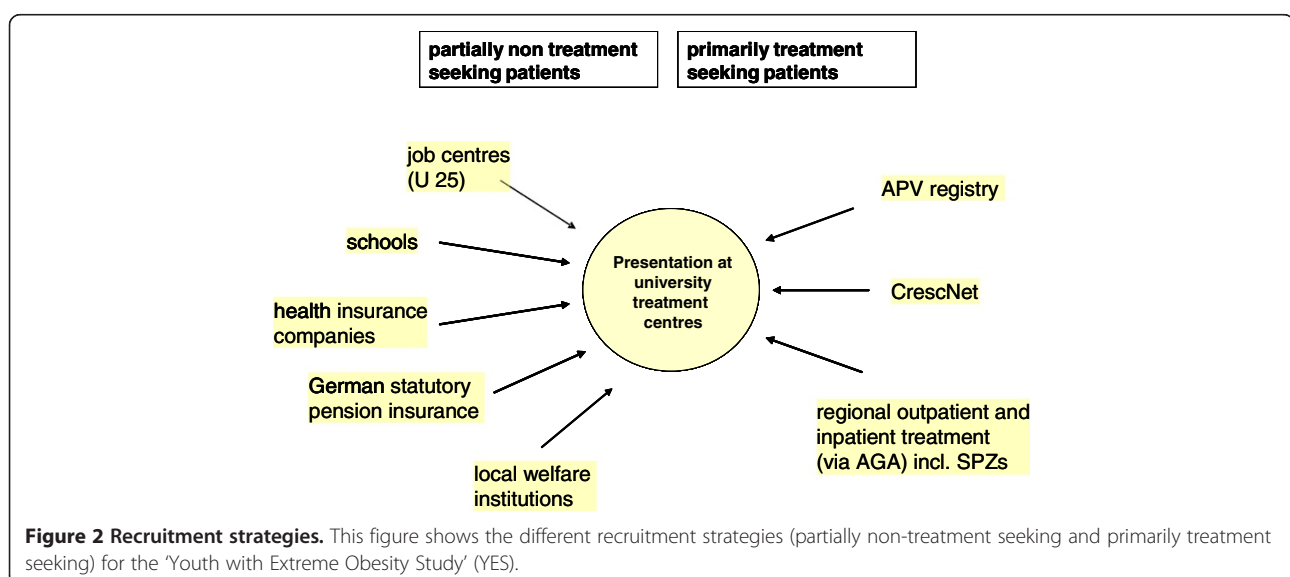 partially non treatment
seeking patients
primarily treatment
seeking patients
job centres
(U 25)
schools
health insurance
companies
German statutory
pension insurance
local welfare
institutions
Presentation at
university
treatment
centres
APV registry
CrescNet
regional outpatient and
inpatient treatment
(via AGA) incl. SPZs
Figure 2 Recruitment strategies. This figure shows the different recruitment strategies (partially non-treatment seeking and primarily treatment
seeking) for the ‘Youth with Extreme Obesity Study’ (YES).